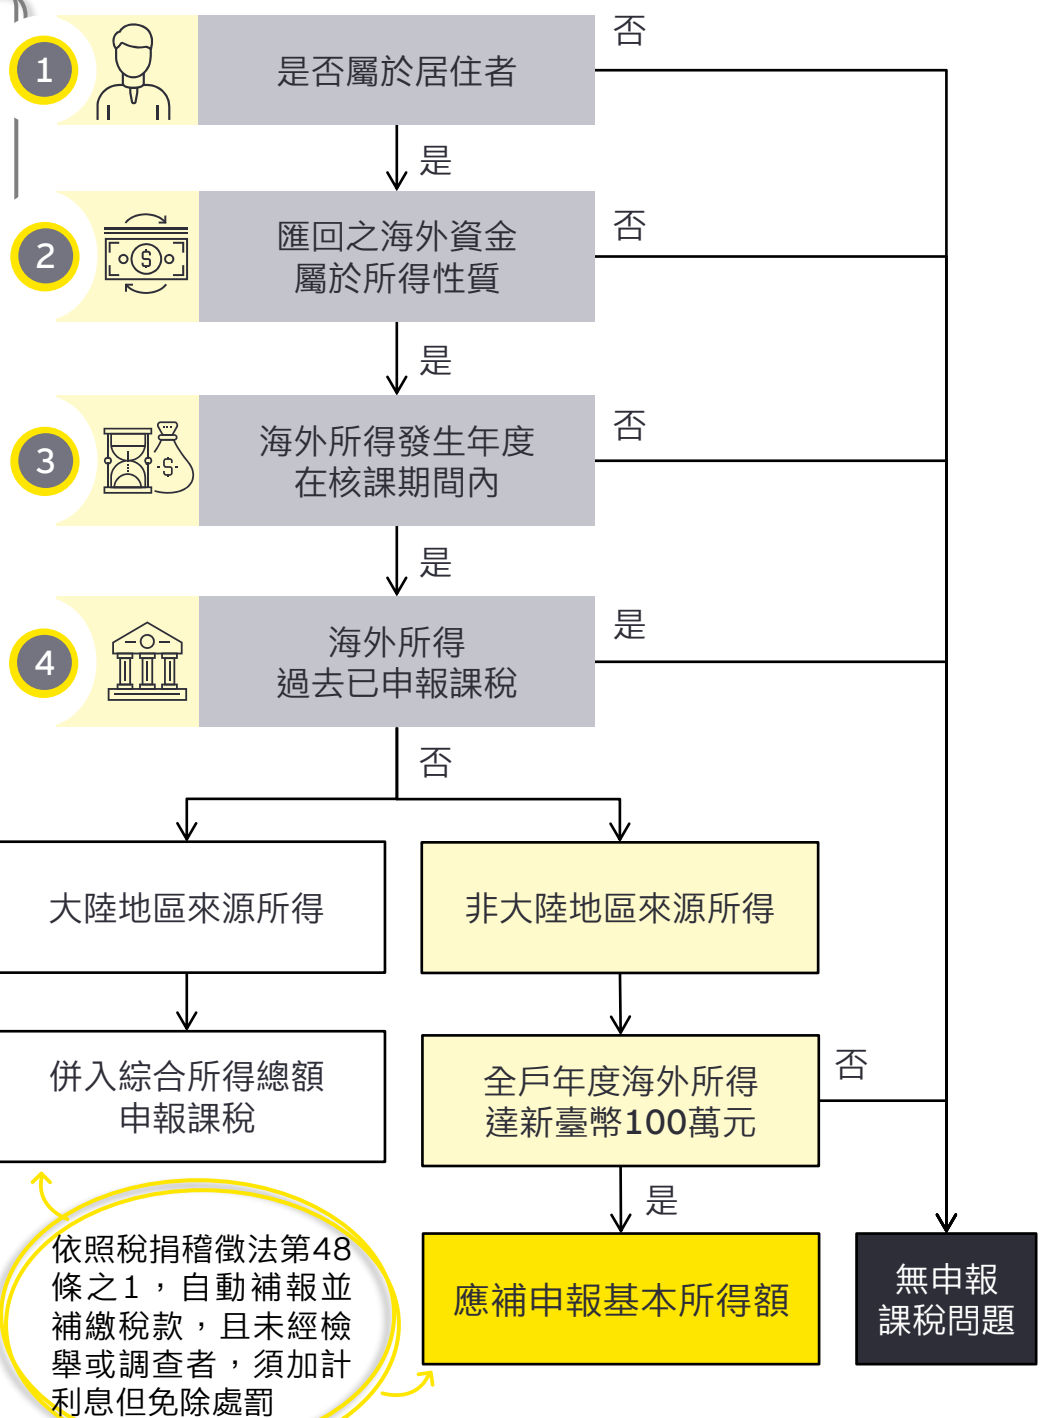 1
是否屬於居住者
否
是
2
匯回之海外資金
屬於所得性質
否
是
3
海外所得發生年度
在核課期間內
否
是
4
海外所得
過去已申報課稅
是
否
大陸地區來源所得
非大陸地區來源所得
併入綜合所得總額
申報課稅
全戶年度海外所得
達新臺幣100萬元
否
是
依照稅捐稽徵法第48
條之1，自動補報並
補繳稅款，且未經檢
舉或調查者，須加計
利息但免除處罰
應補申報基本所得額
無申報
課稅問題